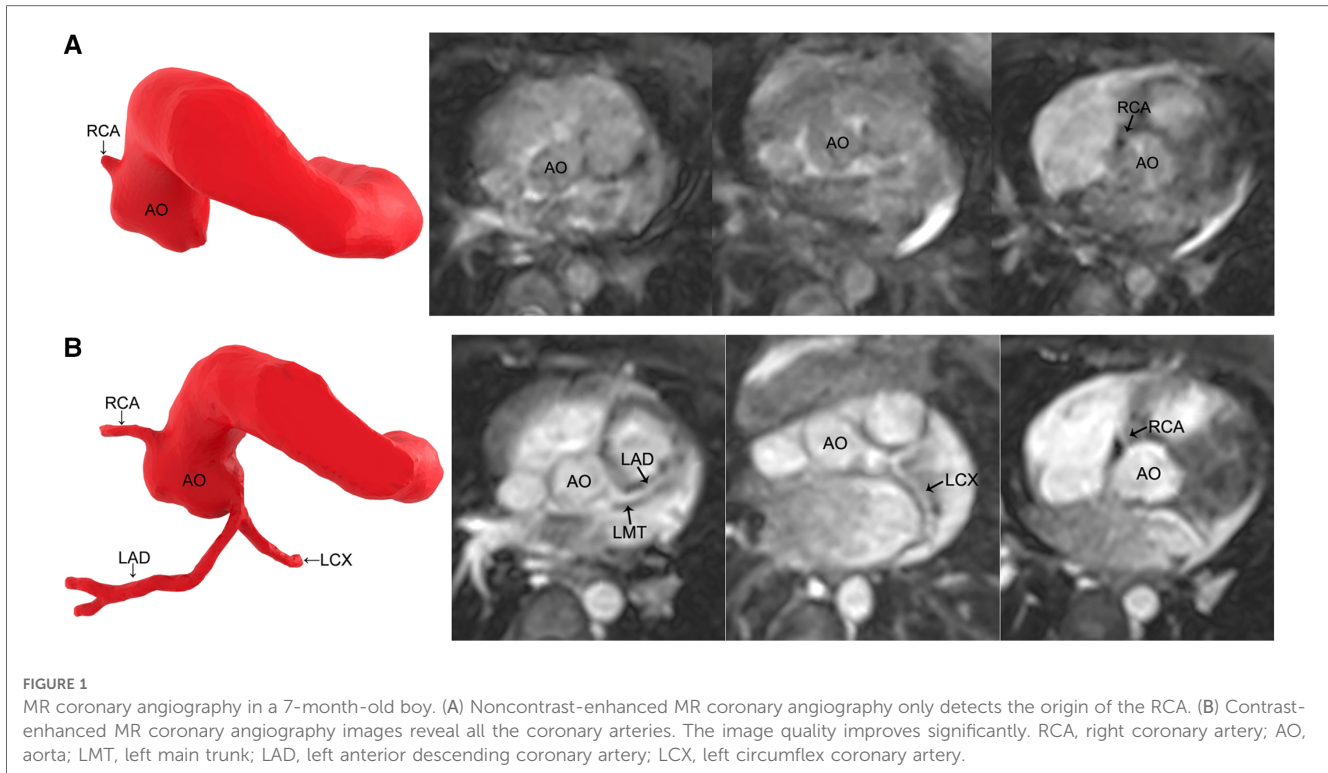 A
RCA
AO
AO
AO
RCA
AO
B
RCA
AO
LAD
LCX
AO
LAD
LMT
AO
LCX
RCA
AO
FIGURE 1
MR coronary angiography in a 7-month-old boy. (A) Noncontrast-enhanced MR coronary angiography only detects the origin of the RCA. (B) Contrast-
enhanced MR coronary angiography images reveal all the coronary arteries. The image quality improves significantly. RCA, right coronary artery; AO,
aorta; LMT, left main trunk; LAD, left anterior descending coronary artery; LCX, left circumflex coronary artery.